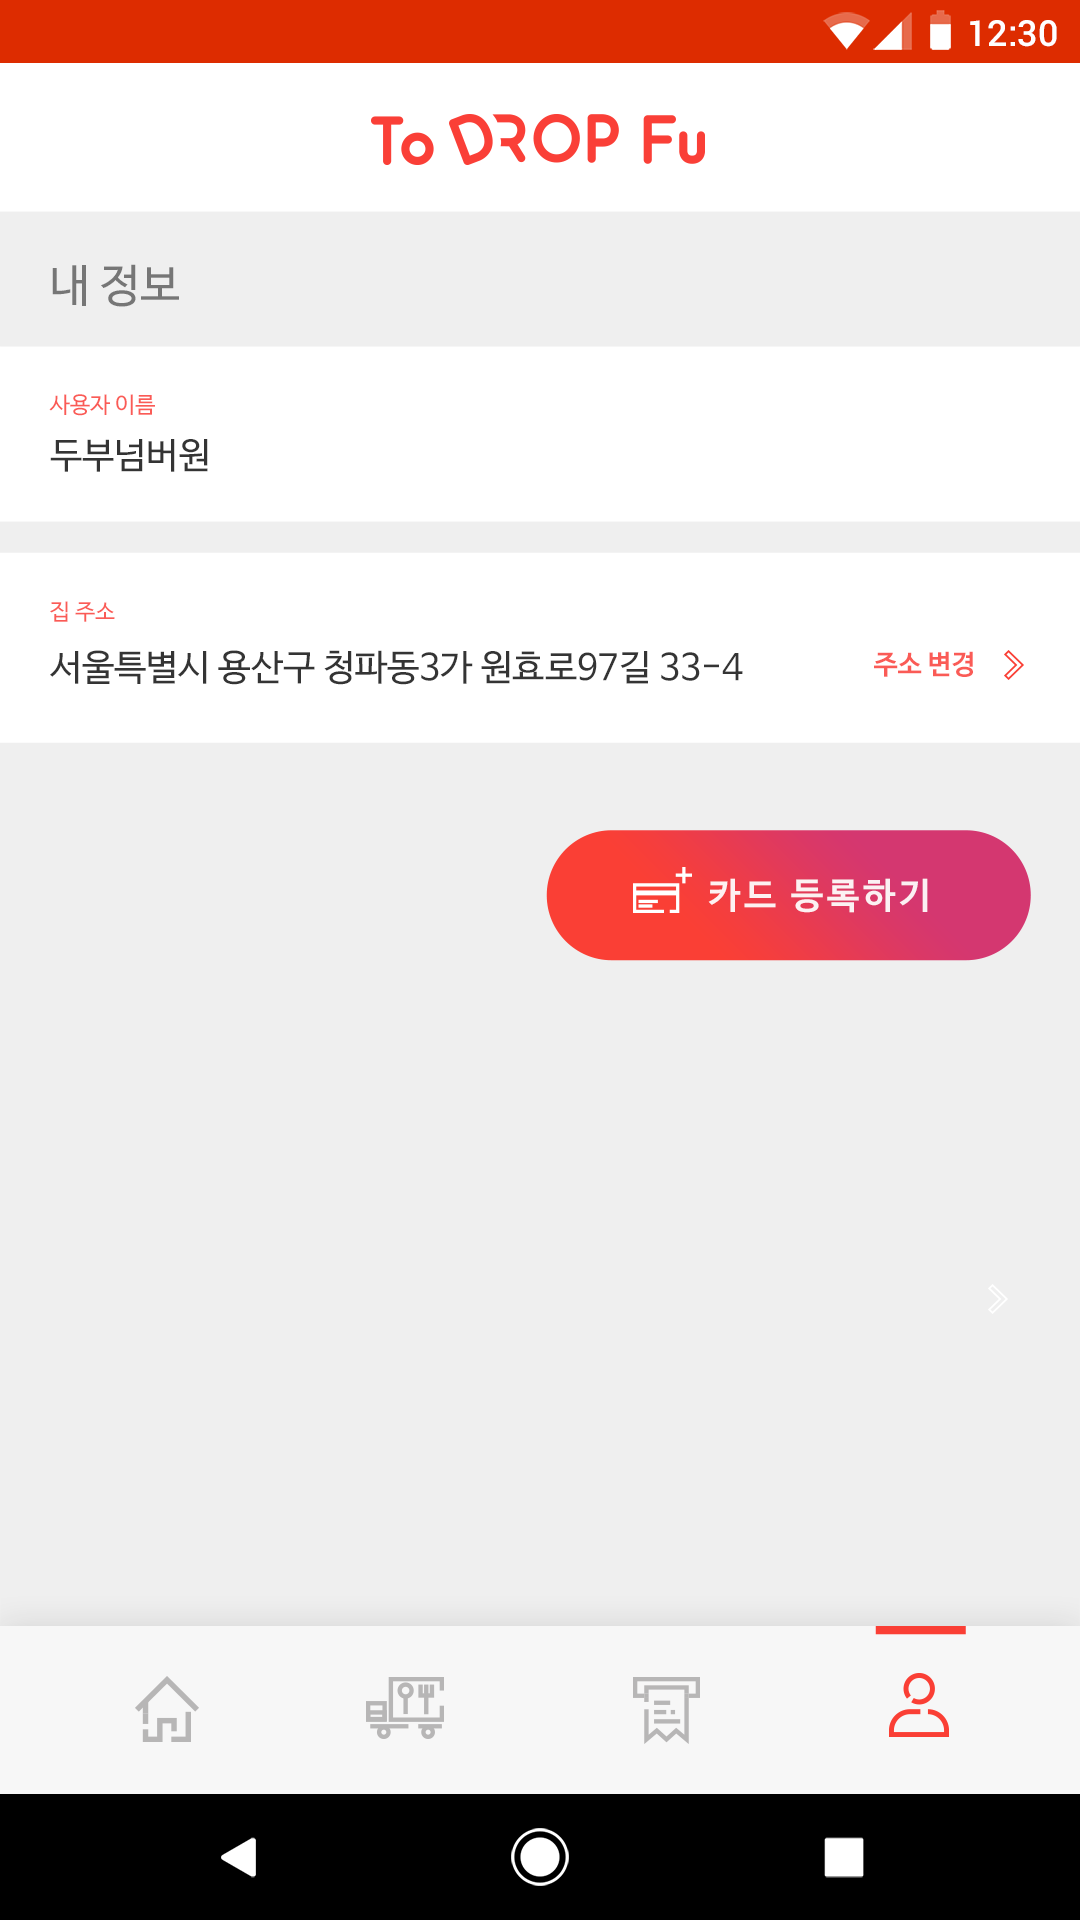 12:30
To DROP Fu
내 정보
사용자 이름
두부넘버원
집 주소
서울특별시 용산구 청파동3가 원효로97길 33-4
주소 변경
카드 등록하기